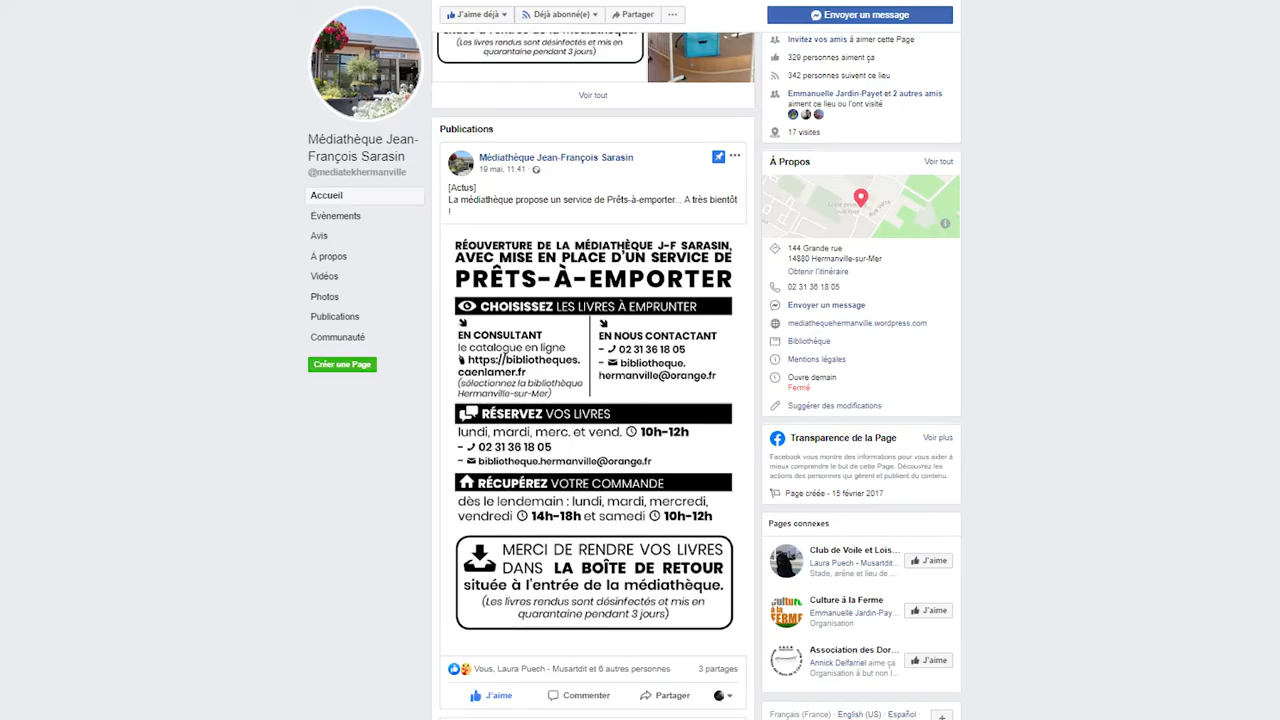 J'aime déjà
Déjà abonné(e)
Partager
Envoyer un message
située à l'entrée de la médiathèque.
(Les livres rendus sont désinfectés et mis en
quarantaine pendant 3 jours)
Voir tout
Médiathèque Jean-
François Sarasin
@mediatekhermanville
Accueil
Evènements
Avis
À propos
Vidéos
Photos
Publications
Communauté
Créer une Page
Publications
Médiathèque Jean-François Sarasin
19 mai, 11:41 ·
[Actus]
La médiathèque propose un service de Prêts-à-emporter... A très bientôt
!
RÉOUVERTURE DE LA MÉDIATHÈQUE J-F SARASIN,
AVEC MISE EN PLACE D'UN SERVICE DE
PRÊTS-À-EMPORTER
CHOISISSEZ LES LIVRES À EMPRUNTER
EN CONSULTANT
le catalogue en ligne
https://bibliotheques.
caenlamer.fr
(sélectionnez la bibliothèque
Hermanville-sur-Mer)
EN NOUS CONTACTANT
– 02 31 36 18 05
– bibliotheque.
hermanville@orange.fr
RÉSERVEZ VOS LIVRES
lundi, mardi, merc. et vend. 10h-12h
– 02 31 36 18 05
– bibliotheque.hermanville@orange.fr
RÉCUPÉREZ VOTRE COMMANDE
dès le lendemain : lundi, mardi, mercredi,
vendredi 14h-18h et samedi 10h-12h
MERCI DE RENDRE VOS LIVRES
DANS LA BOÎTE DE RETOUR
située à l'entrée de la médiathèque.
(Les livres rendus sont désinfectés et mis en
quarantaine pendant 3 jours)
Vous, Laura Puech - Musartdit et 6 autres personnes
3 partages
J'aime
Commenter
Partager
Invitez vos amis à aimer cette Page
329 personnes aiment ça
342 personnes suivent ce lieu
Emmanuelle Jardin-Payet et 2 autres amis
aiment ce lieu ou l'ont visité
17 visites
À Propos
Voir tout
144 Grande rue
14880 Hermanville-sur-Mer
Obtenir l'itinéraire
02 31 36 18 05
Envoyer un message
mediathequehermanville.wordpress.com
Bibliothèque
Mentions légales
Ouvre demain
Fermé
Suggérer des modifications
Transparence de la Page
Voir plus
Facebook vous montre des informations pour vous aider à
mieux comprendre le but de cette Page. Découvrez les
actions des personnes qui gèrent et publient du contenu.
Page créée - 15 février 2017
Pages connexes
Club de Voile et Lois...
Laura Puech - Musartdit...
Stade, arène et lieu de ...
J'aime
Culture à la Ferme
Emmanuelle Jardin-Pay...
Organisation
J'aime
Association des Dor...
Annick Delfarriel aime ça
Organisation à but non l...
J'aime
Français (France) · English (US) · Español ·